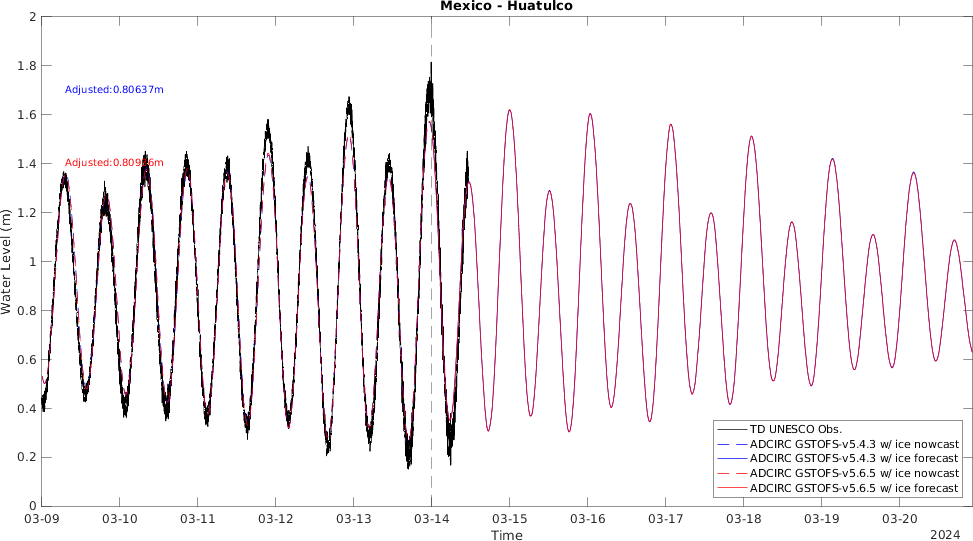 Mexico - Huatulco
2
1.8
1.6
1.4
1.2
1
0.8
0.6
0.4
0.2
0
Water Level (m)
Adjusted:0.80637m
TD UNESCO Obs.
ADCIRC GSTOFS-v5.4.3 w/ ice nowcast
ADCIRC GSTOFS-v5.4.3 w/ ice forecast
ADCIRC GSTOFS-v5.6.5 w/ ice nowcast
ADCIRC GSTOFS-v5.6.5 w/ ice forecast
03-09 03-10 03-11 03-12 03-13 03-14 03-15 03-16 03-17 03-18 03-19 03-20
Time
2024